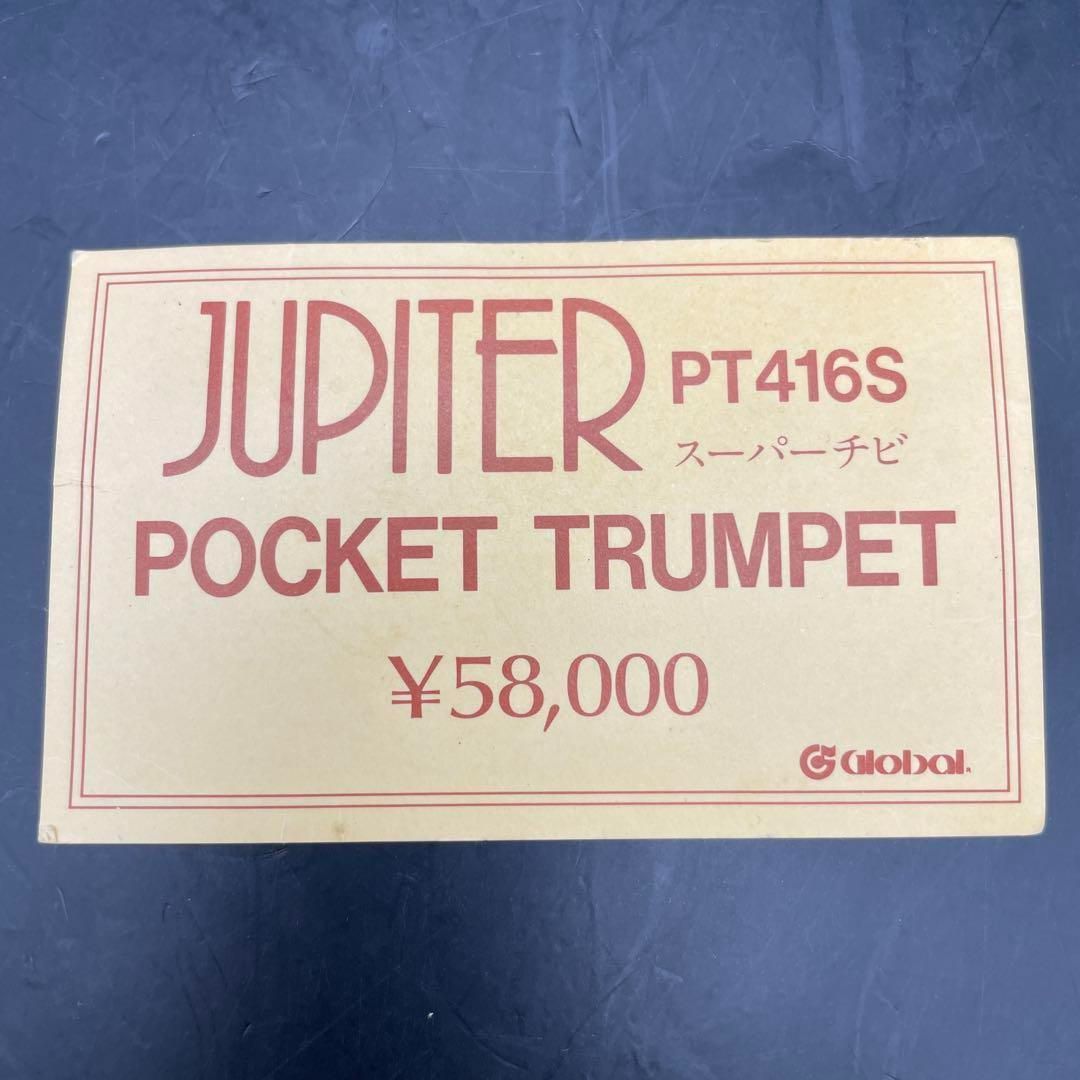 JUPITER PT416S
スーパーチビ
POCKET TRUMPET
¥58,000
Global.